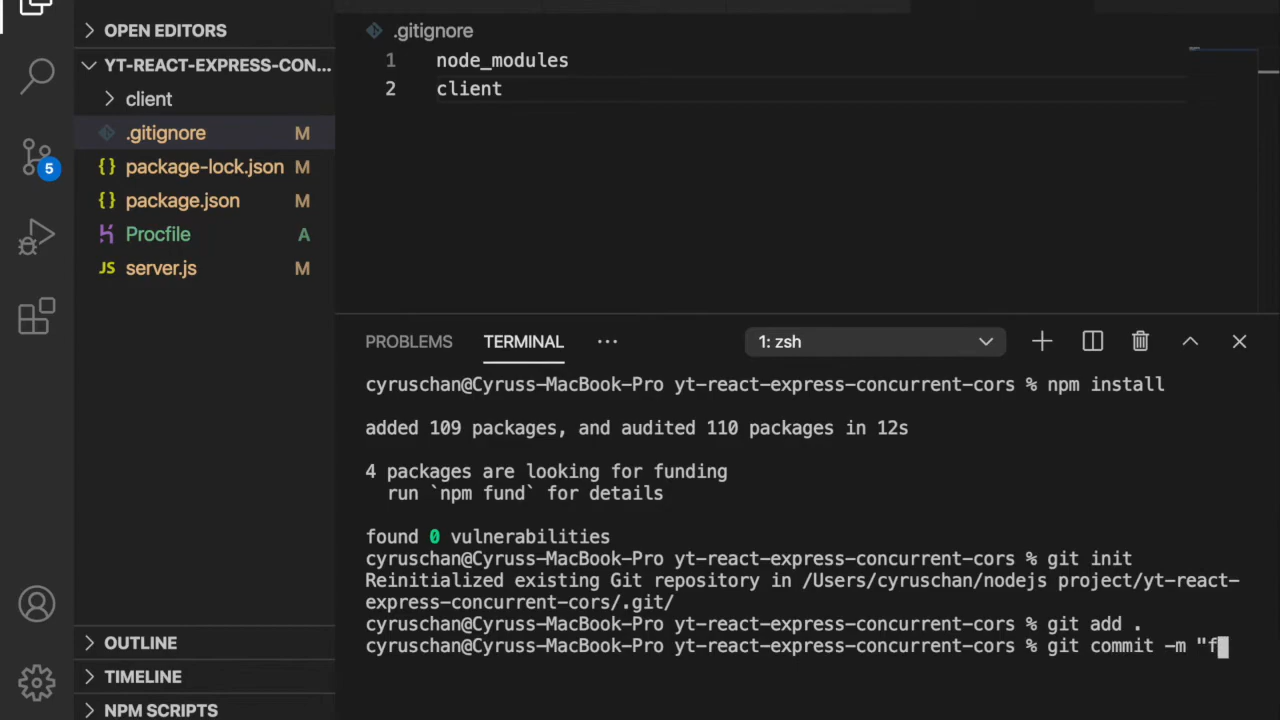 OPEN EDITORS
YT-REACT-EXPRESS-CON...
client
.gitignore M
package-lock.json M
package.json M
Procfile A
JS server.js M
5
OUTLINE
TIMELINE
NPM SCRIPTS
.gitignore
1 node_modules
2 client
PROBLEMS TERMINAL ... 1: zsh
cyruschan@Cyruss-MacBook-Pro yt-react-express-concurrent-cors % npm install
added 109 packages, and audited 110 packages in 12s
4 packages are looking for funding
run `npm fund` for details
found 0 vulnerabilities
cyruschan@Cyruss-MacBook-Pro yt-react-express-concurrent-cors % git init
Reinitialized existing Git repository in /Users/cyruschan/nodejs project/yt-react-
express-concurrent-cors/.git/
cyruschan@Cyruss-MacBook-Pro yt-react-express-concurrent-cors % git add .
cyruschan@Cyruss-MacBook-Pro yt-react-express-concurrent-cors % git commit -m "f